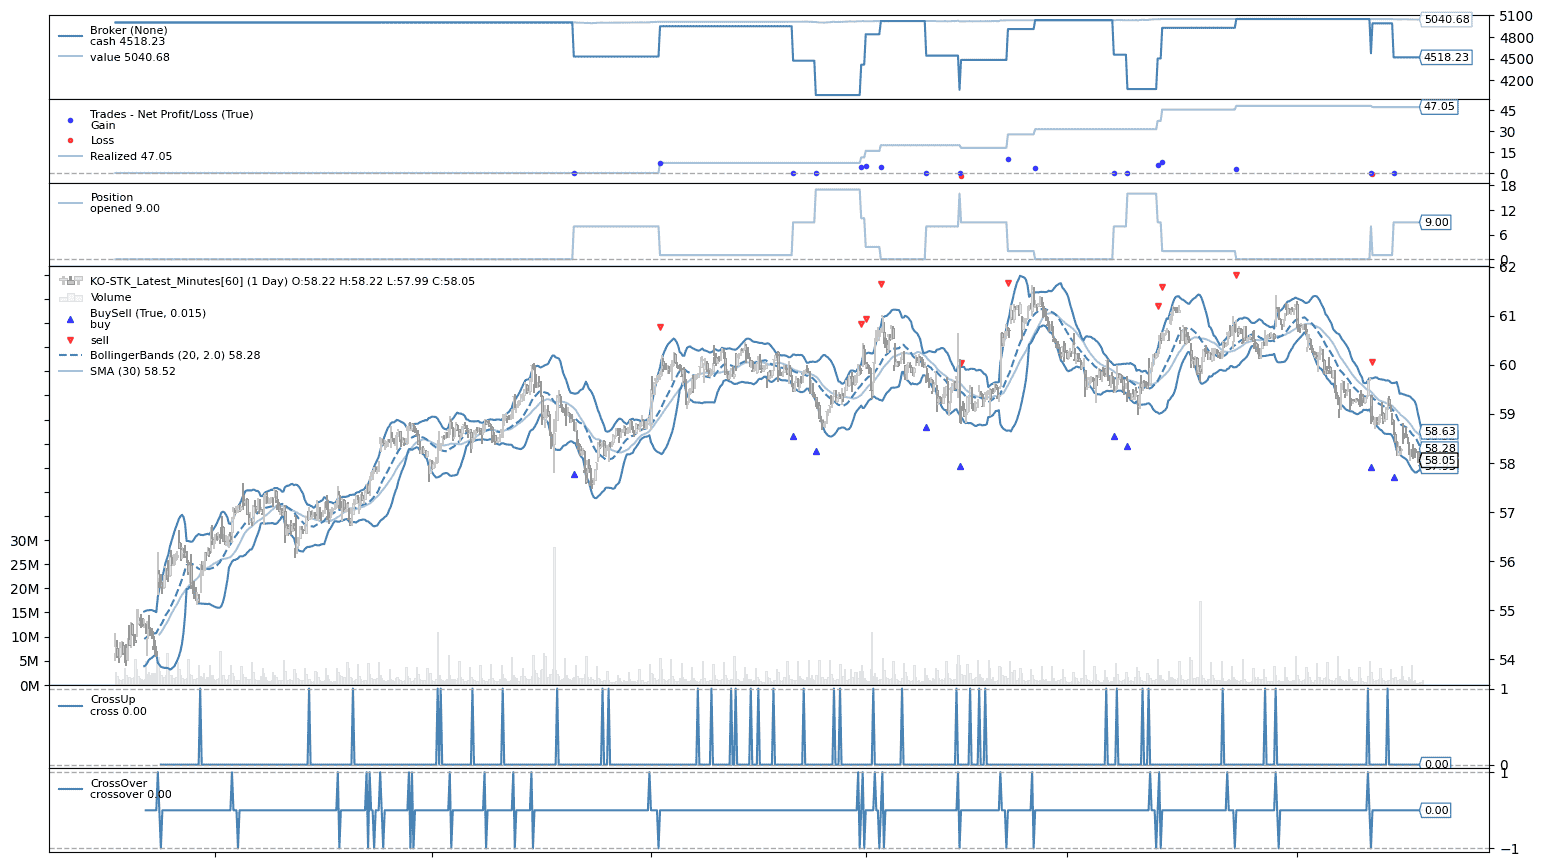 Broker (None)
cash 4518.23
value 5040.68
5040.68
4518.23
5100
4800
4500
4200
Trades - Net Profit/Loss (True)
Gain
Loss
Realized 47.05
47.05
45
30
15
0
Position
opened 9.00
9.00
18
12
6
0
KO-STK_Latest_Minutes[60] (1 Day) O:58.22 H:58.22 L:57.99 C:58.05
Volume
BuySell (True, 0.015)
buy
sell
BollingerBands (20, 2.0) 58.28
SMA (30) 58.52
62
61
60
59
58
57
56
55
54
58.63
58.28
58.05
30M
25M
20M
15M
10M
5M
0M
CrossUp
cross 0.00
0.00
1
0
CrossOver
crossover 0.00
0.00
1
−1